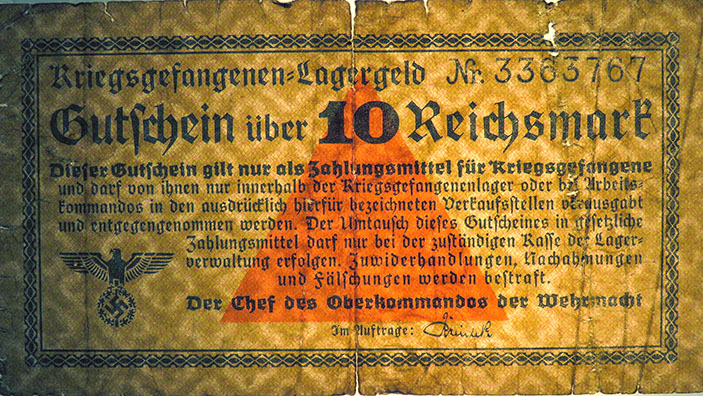 Kriegsgefangenen=Lagergeld Nr. 3363767
Gutschein über 10 Reichsmark
Dieser Gutschein gilt nur als Zahlungsmittel für Kriegsgefangene
und darf von ihnen nur innerhalb der Kriegsgefangenenlager oder bei Arbeits-
kommandos in den ausdrücklich hierfür bezeichneten Verkaufsstellen verausgabt
und entgegengenommen werden. Der Umtausch dieses Gutscheines in gesetzliche
Zahlungsmittel darf nur bei der zuständigen Kasse der Lager-
verwaltung erfolgen. Zuwiderhandlungen, Nachahmungen
und Fälschungen werden bestraft.
Der Chef des Oberkommandos der Wehrmacht
Im Auftrage: